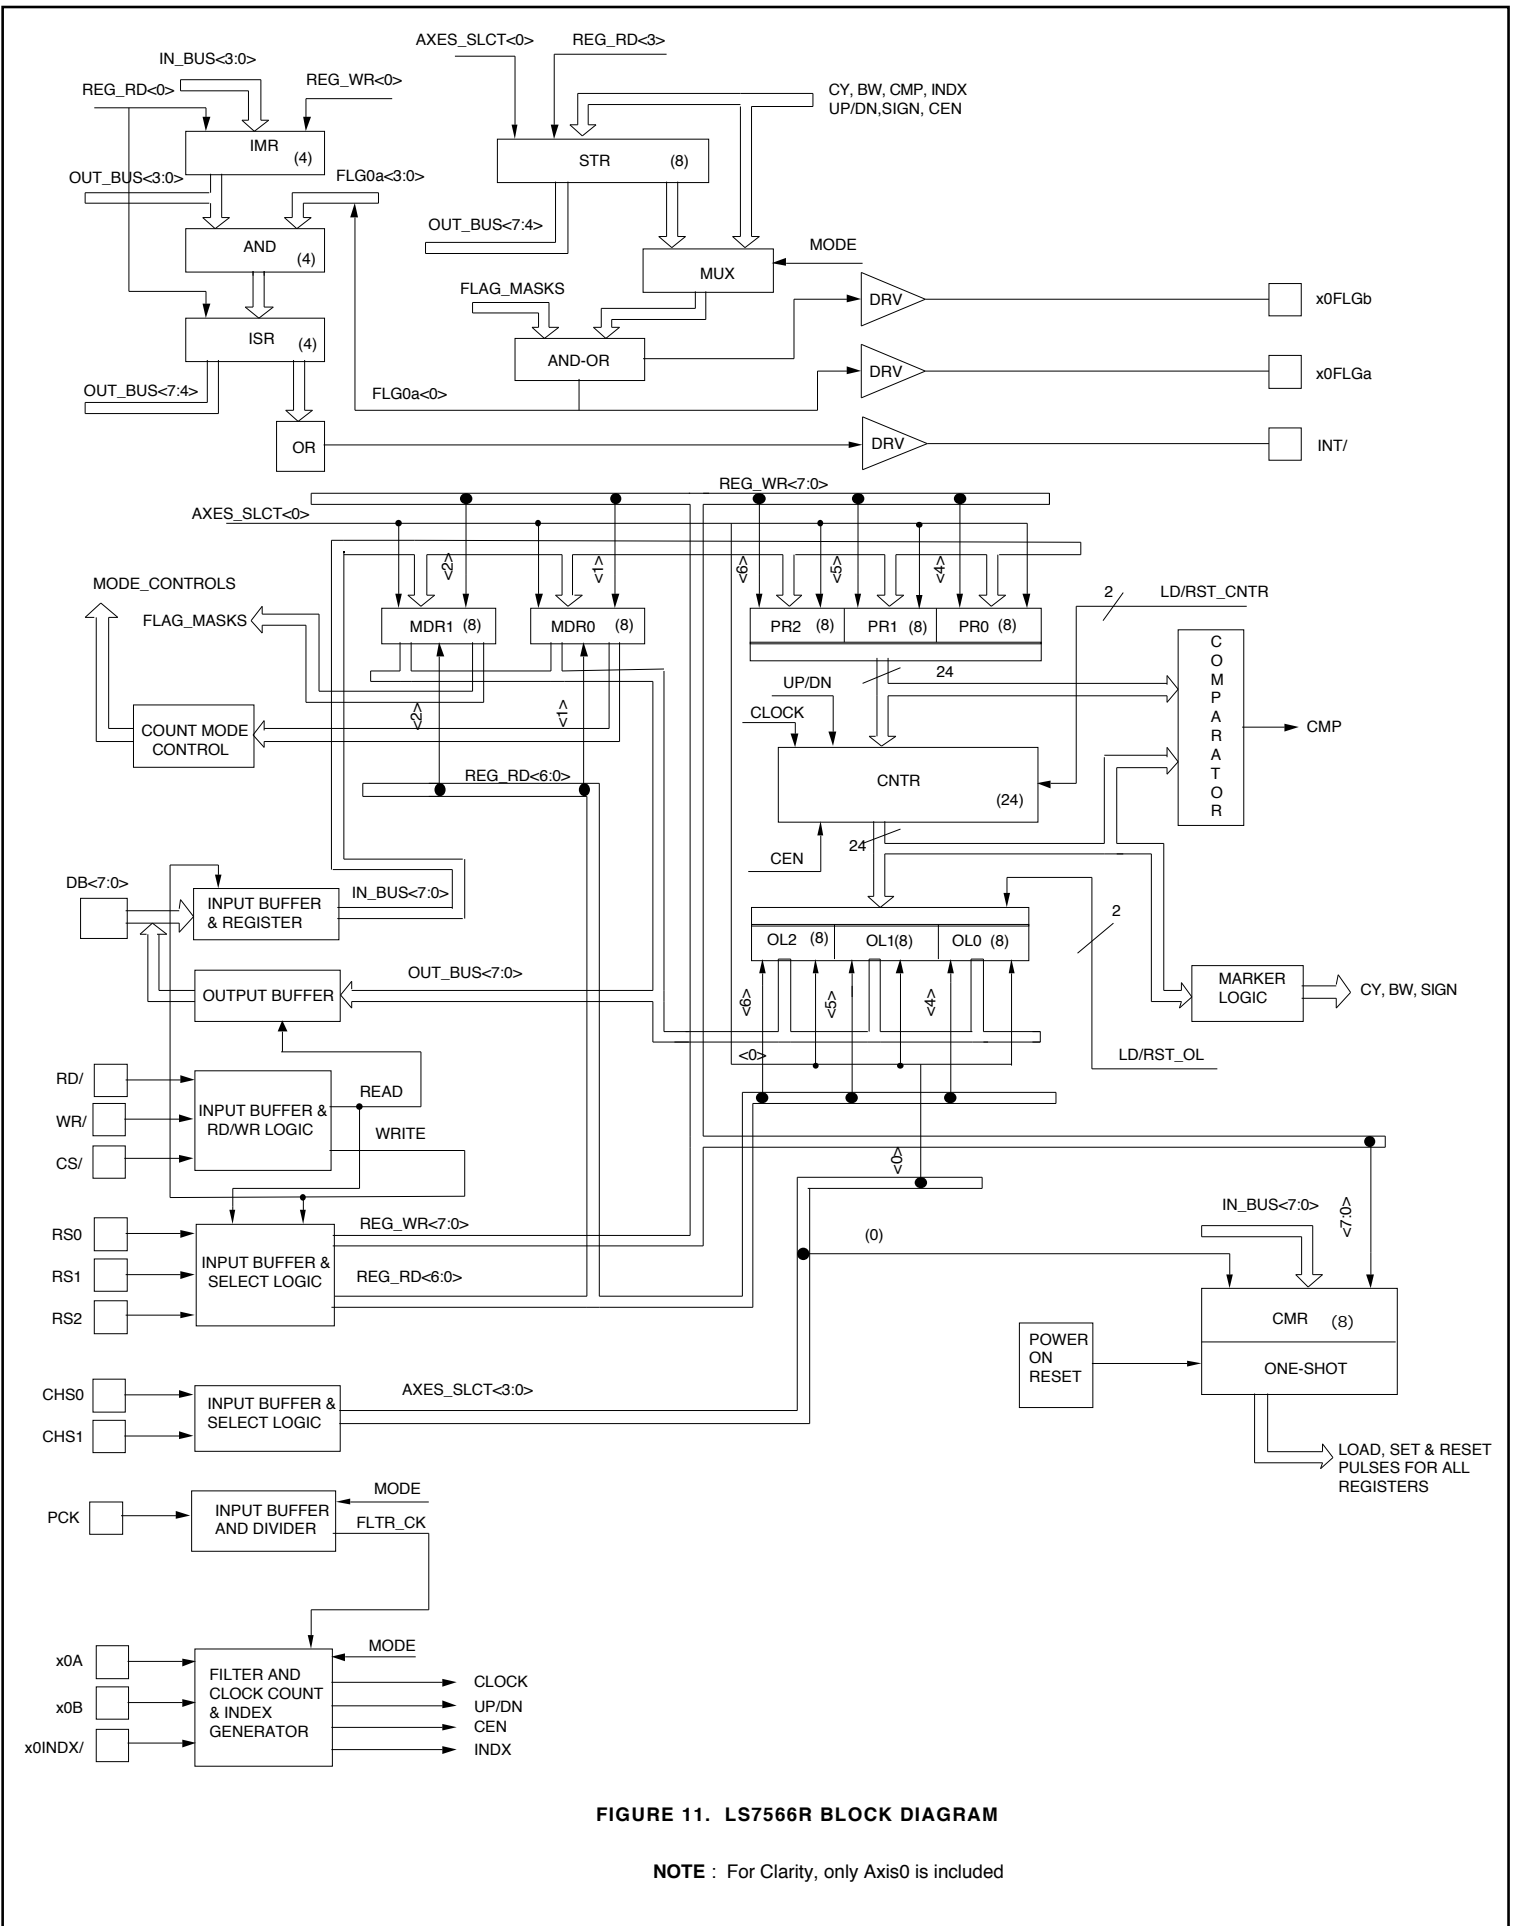 AXES_SLCT<0>
REG_RD<3>
IN_BUS<3:0>
REG_RD<0>
REG_WR<0>
CY, BW, CMP, INDX
UP/DN,SIGN, CEN
IMR
(4)
STR
(8)
OUT_BUS<3:0>
FLG0a<3:0>
OUT_BUS<7:4>
AND
(4)
MODE
MUX
FLAG_MASKS
DRV
x0FLGb
ISR
(4)
AND-OR
OUT_BUS<7:4>
FLG0a<0>
DRV
x0FLGa
OR
DRV
INT/
REG_WR<7:0>
AXES_SLCT<0>
<2>
<1>
<6>
<5>
<4>
MODE_CONTROLS
FLAG_MASKS
MDR1 (8)
MDR0 (8)
PR2 (8)
PR1 (8)
PR0 (8)
2
LD/RST_CNTR
C
O
M
P
A
R
A
T
O
R
24
UP/DN
CLOCK
<2>
<1>
COUNT MODE
CONTROL
CMP
REG_RD<6:0>
CNTR
(24)
24
CEN
DB<7:0>
INPUT BUFFER
& REGISTER
IN_BUS<7:0>
2
OL2 (8)
OL1(8)
OL0 (8)
OUT_BUS<7:0>
OUTPUT BUFFER
<6>
<5>
<4>
MARKER
LOGIC
CY, BW, SIGN
<0>
LD/RST_OL
RD/
WR/
CS/
INPUT BUFFER &
RD/WR LOGIC
READ
WRITE
<0>
RS0
RS1
RS2
INPUT BUFFER &
SELECT LOGIC
REG_WR<7:0>
REG_RD<6:0>
(0)
IN_BUS<7:0>
<7:0>
CMR (8)
ONE-SHOT
POWER
ON
RESET
CHS0
CHS1
INPUT BUFFER &
SELECT LOGIC
AXES_SLCT<3:0>
LOAD, SET & RESET
PULSES FOR ALL
REGISTERS
PCK
INPUT BUFFER
AND DIVIDER
MODE
FLTR_CK
x0A
x0B
x0INDX/
FILTER AND
CLOCK COUNT
& INDEX
GENERATOR
MODE
CLOCK
UP/DN
CEN
INDX
FIGURE 11. LS7566R BLOCK DIAGRAM
NOTE : For Clarity, only Axis0 is included